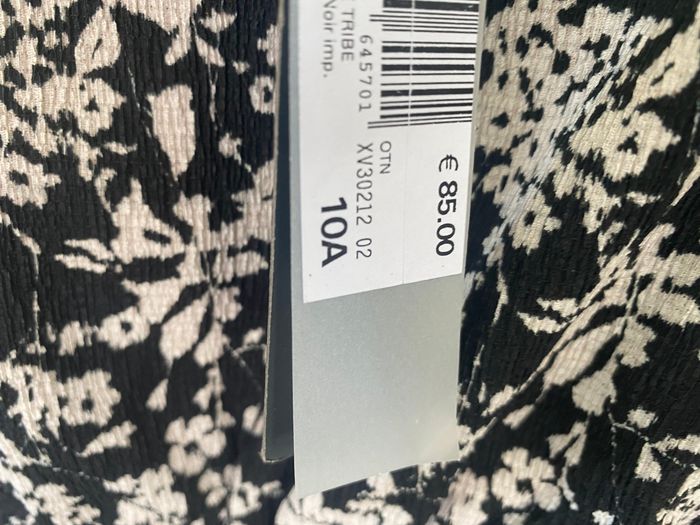 € 85.00
OTN
645701 XV30212 02
TRIBE
Noir imp. 10A